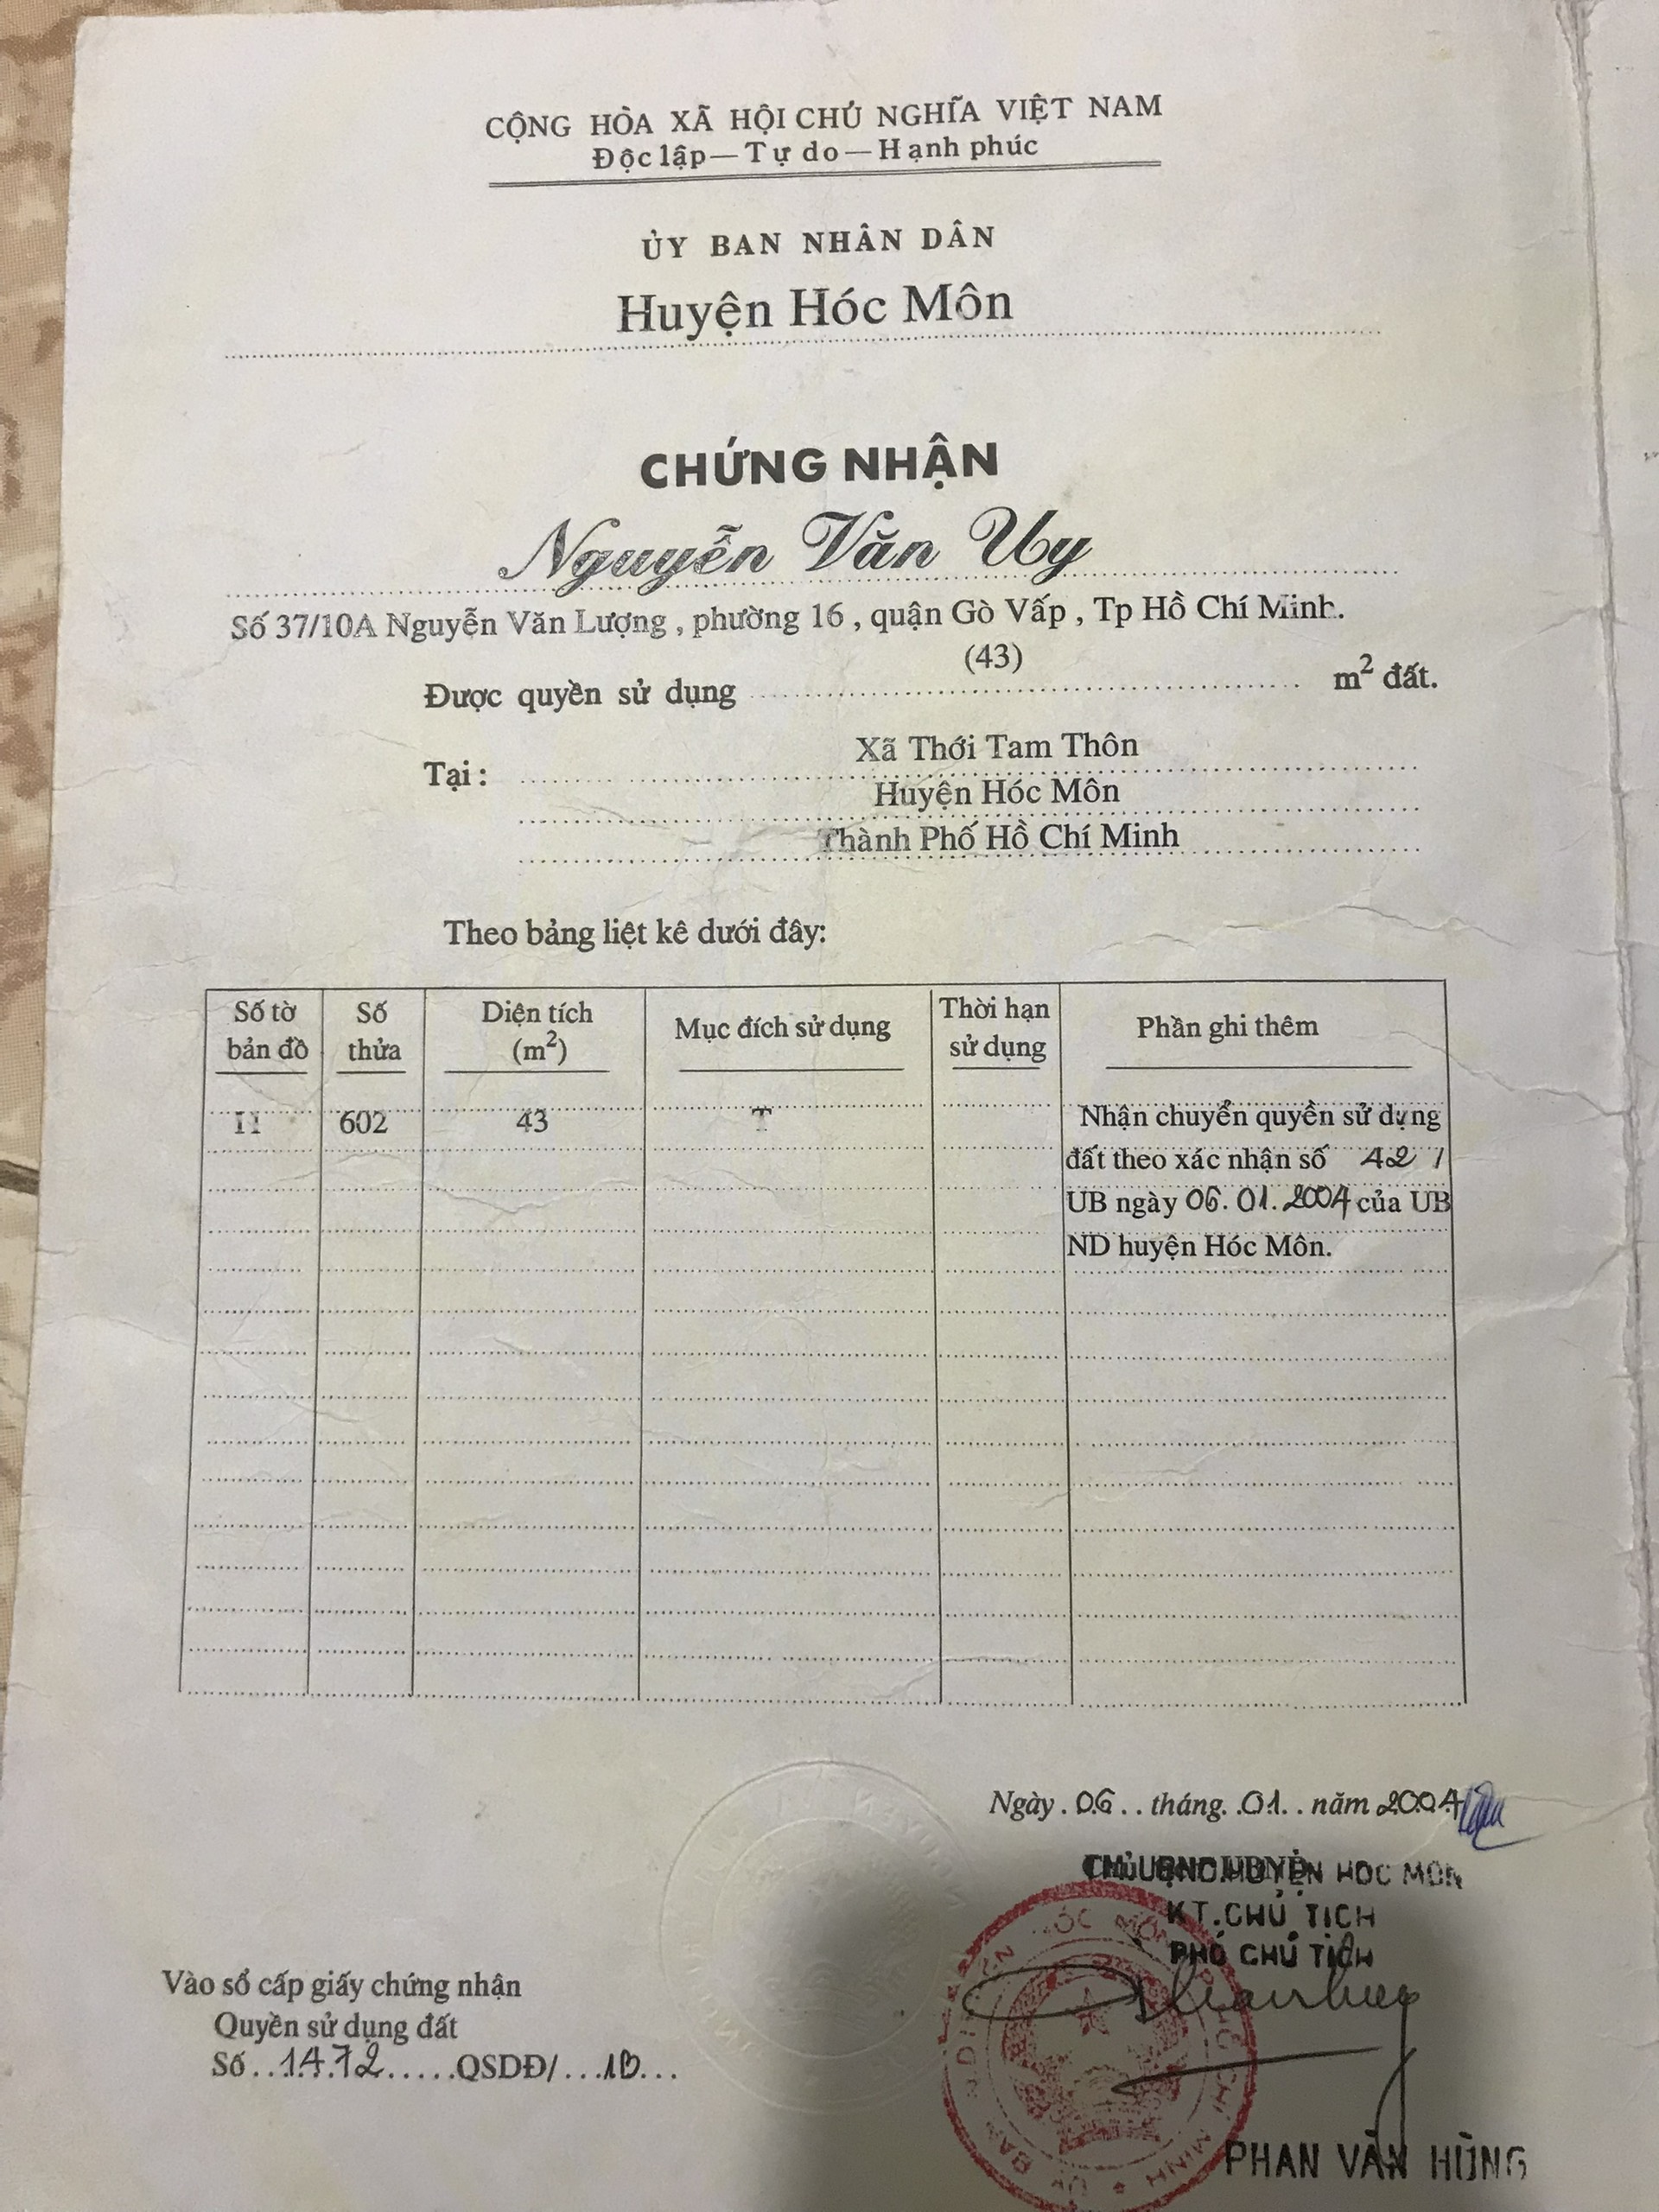 CỘNG HÒA XÃ HỘI CHỦ NGHĨA VIỆT NAM
Độc lập — Tự do — Hạnh phúc
ỦY BAN NHÂN DÂN
Huyện Hóc Môn
CHỨNG NHẬN
Nguyễn Văn Uy
Số 37/10A Nguyễn Văn Lượng , phường 16 , quận Gò Vấp , Tp Hồ Chí Minh.
(43)
Được quyền sử dụng m² đất.
Xã Thới Tam Thôn
Tại :
Huyện Hóc Môn
Thành Phố Hồ Chí Minh
Theo bảng liệt kê dưới đây:
Số tờ bản đồ Số thửa Diện tích (m²) Mục đích sử dụng Thời hạn sử dụng Phần ghi thêm
11 602 43 T Nhận chuyển quyền sử dụng
đất theo xác nhận số 42 /
UB ngày 06.01.2004 của UB
ND huyện Hóc Môn.
Ngày . 06 . . tháng. .01. . năm 2004
HUYỆN HOC MÔN
KT.CHỦ TỊCH
PHÓ CHỦ TỊCH
Vào sổ cấp giấy chứng nhận
Quyền sử dụng đất
Số . . .1472 . . . . . QSDĐ/ . . .1D . . .
PHAN VĂN HÙNG